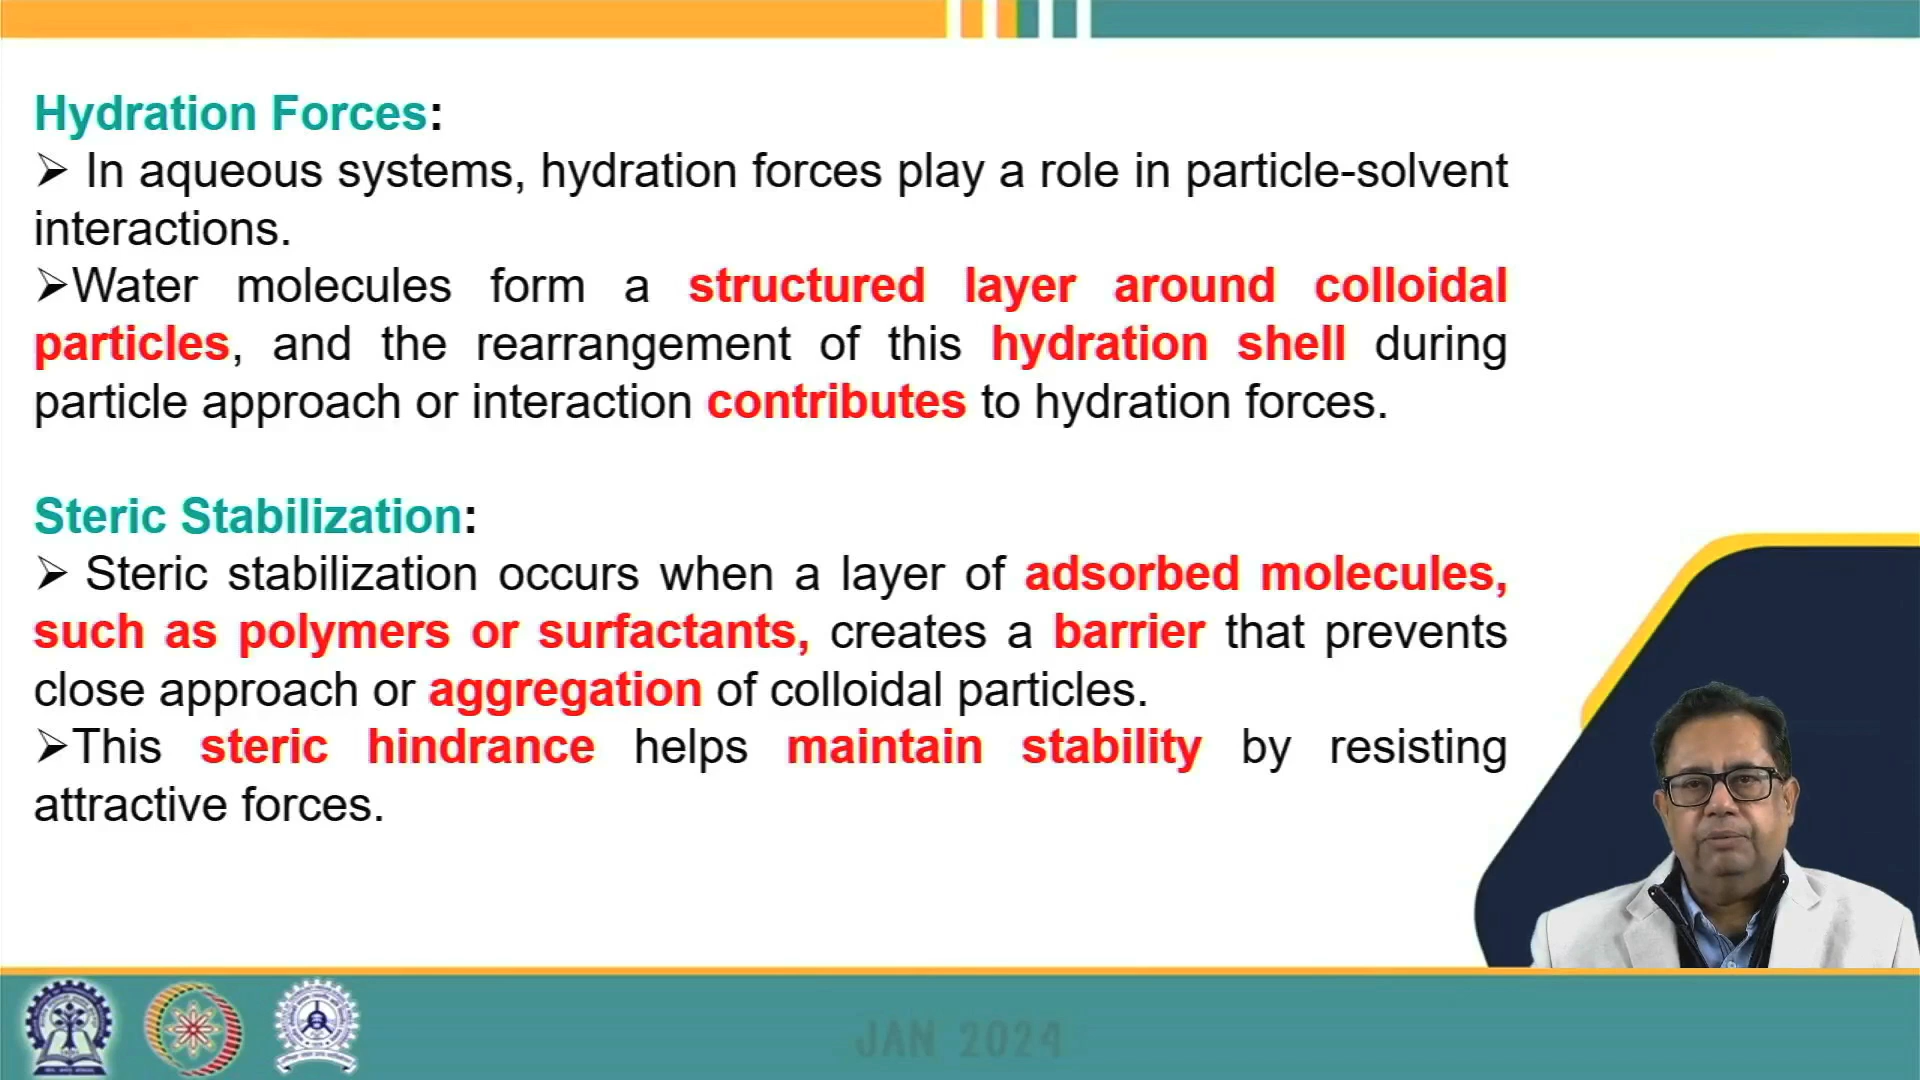 Hydration Forces:
➢ In aqueous systems, hydration forces play a role in particle-solvent
interactions.
➢Water molecules form a structured layer around colloidal
particles, and the rearrangement of this hydration shell during
particle approach or interaction contributes to hydration forces.
Steric Stabilization:
➢ Steric stabilization occurs when a layer of adsorbed molecules,
such as polymers or surfactants, creates a barrier that prevents
close approach or aggregation of colloidal particles.
➢This steric hindrance helps maintain stability by resisting
attractive forces.
JAN 2024